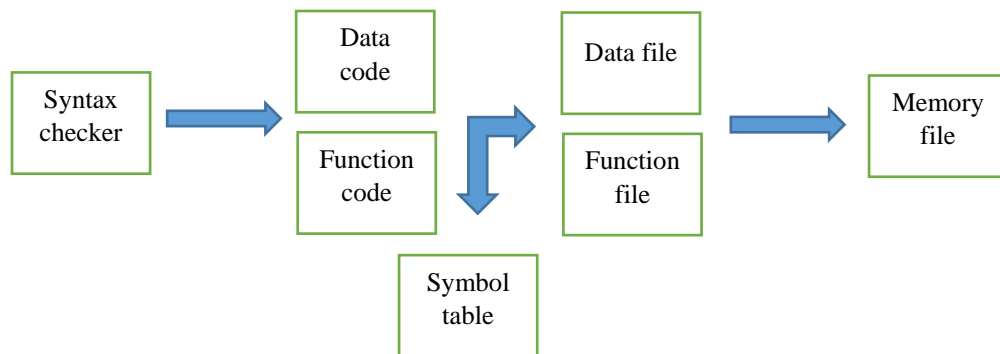 Syntax
checker
Data
code
Function
code
Symbol
table
Data file
Function
file
Memory
file